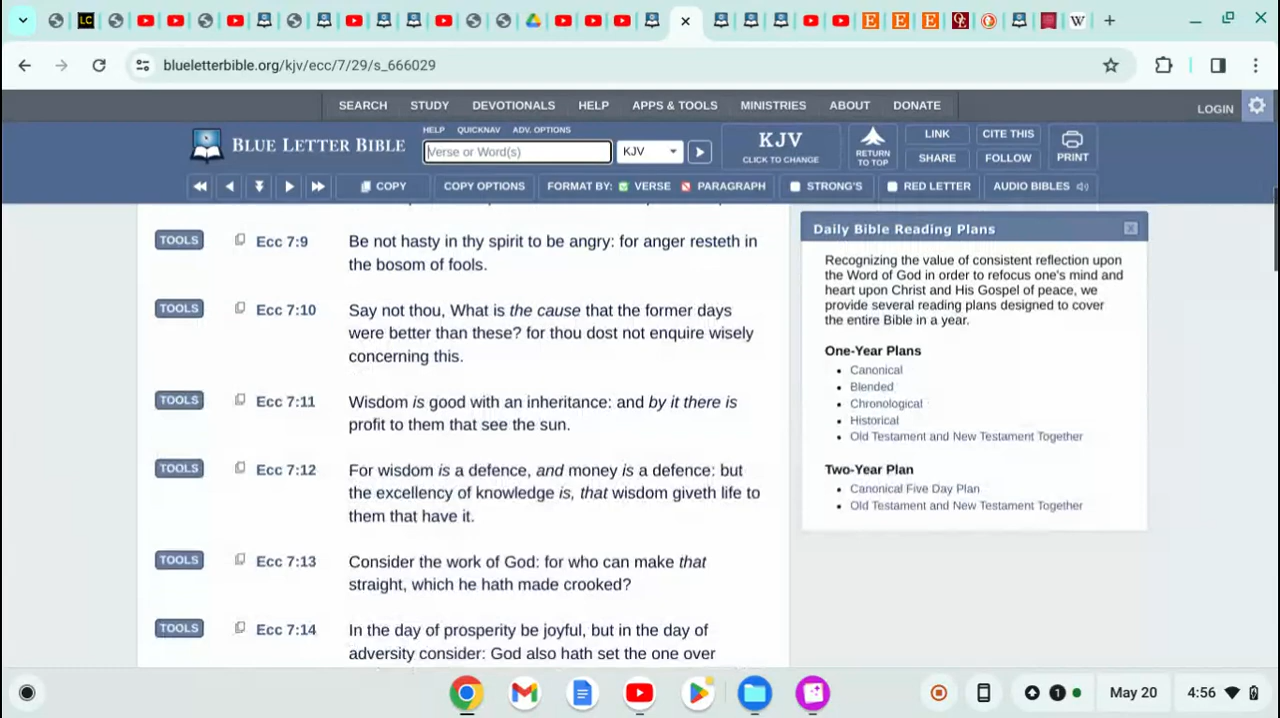 LC
E
E
E
OE
W
blueletterbible.org/kjv/ecc/7/29/s_666029
SEARCH STUDY DEVOTIONALS HELP APPS & TOOLS MINISTRIES ABOUT DONATE LOGIN
HELP QUICKNAV ADV. OPTIONS
BLUE LETTER BIBLE
Verse or Word(s)
KJV
KJV
CLICK TO CHANGE
RETURN
TO TOP
LINK
CITE THIS
SHARE
FOLLOW
PRINT
COPY COPY OPTIONS FORMAT BY: VERSE PARAGRAPH STRONG'S RED LETTER AUDIO BIBLES
TOOLS Ecc 7:9 Be not hasty in thy spirit to be angry: for anger resteth in
the bosom of fools.
TOOLS Ecc 7:10 Say not thou, What is the cause that the former days
were better than these? for thou dost not enquire wisely
concerning this.
TOOLS Ecc 7:11 Wisdom is good with an inheritance: and by it there is
profit to them that see the sun.
TOOLS Ecc 7:12 For wisdom is a defence, and money is a defence: but
the excellency of knowledge is, that wisdom giveth life to
them that have it.
TOOLS Ecc 7:13 Consider the work of God: for who can make that
straight, which he hath made crooked?
TOOLS Ecc 7:14 In the day of prosperity be joyful, but in the day of
adversity consider: God also hath set the one over
Daily Bible Reading Plans
Recognizing the value of consistent reflection upon
the Word of God in order to refocus one's mind and
heart upon Christ and His Gospel of peace, we
provide several reading plans designed to cover
the entire Bible in a year.
One-Year Plans
Canonical
Blended
Chronological
Historical
Old Testament and New Testament Together
Two-Year Plan
Canonical Five Day Plan
Old Testament and New Testament Together
1
May 20
4:56